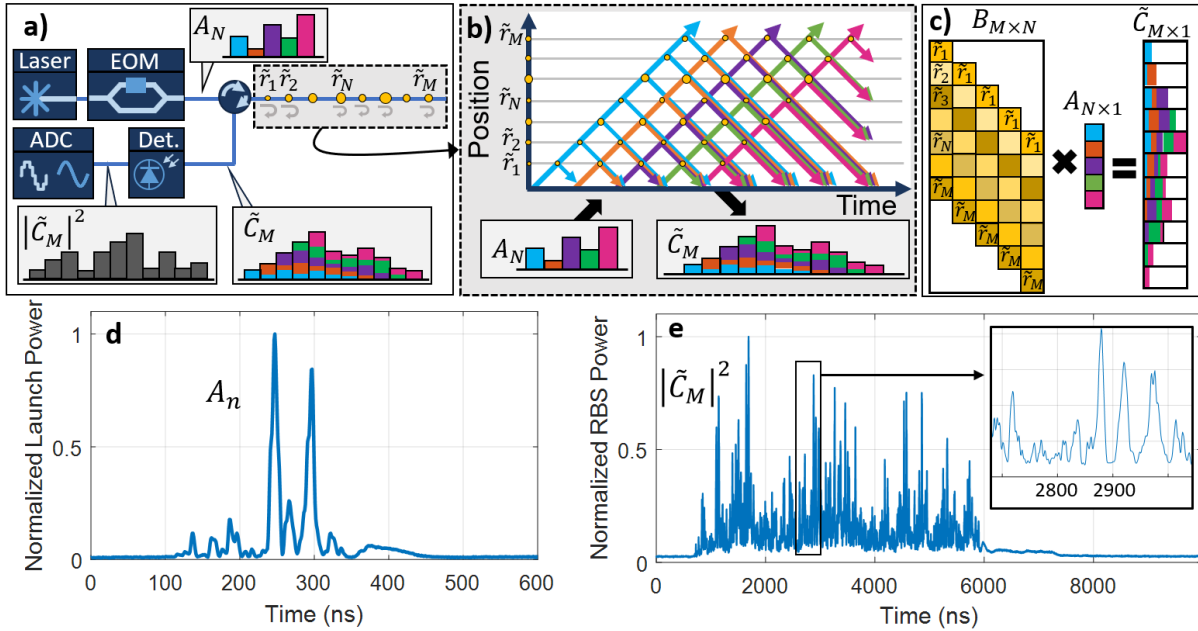 a)
A_N
Laser
EOM
r̃_1 r̃_2 r̃_N r̃_M
ADC
Det.
|C̃_M|^2
C̃_M
b)
Position
r̃_M
r̃_N
r̃_2
r̃_1
Time
A_N
C̃_M
c)
B_{M×N}
C̃_{M×1}
A_{N×1}
r̃_1
r̃_2 r̃_1
r̃_3 r̃_1
r̃_1
r̃_N r̃_1
r̃_M
r̃_M
r̃_M
r̃_M
r̃_M
×
=
d
Normalized Launch Power
1
0.5
0
A_n
0 100 200 300 400 500 600
Time (ns)
e
Normalized RBS Power
1
0.5
0
|C̃_M|^2
2800 2900
0 2000 4000 6000 8000
Time (ns)